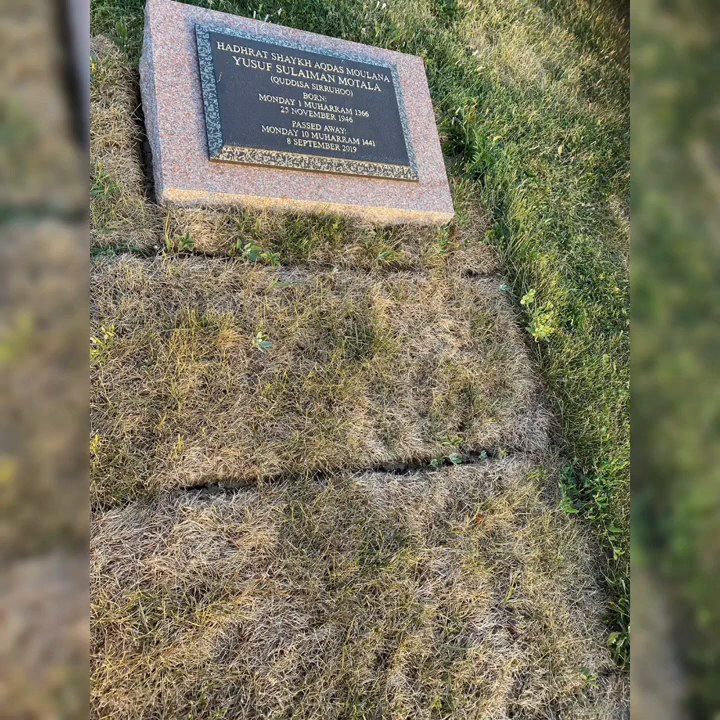 HADHRAT SHAYKH AQDAS MOULANA
YUSUF SULAIMAN MOTALA
(QUDDISA SIRRUHOO)
BORN:
MONDAY 1 MUHARRAM 1366
25 NOVEMBER 1946
PASSED AWAY:
MONDAY 10 MUHARRAM 1441
8 SEPTEMBER 2019